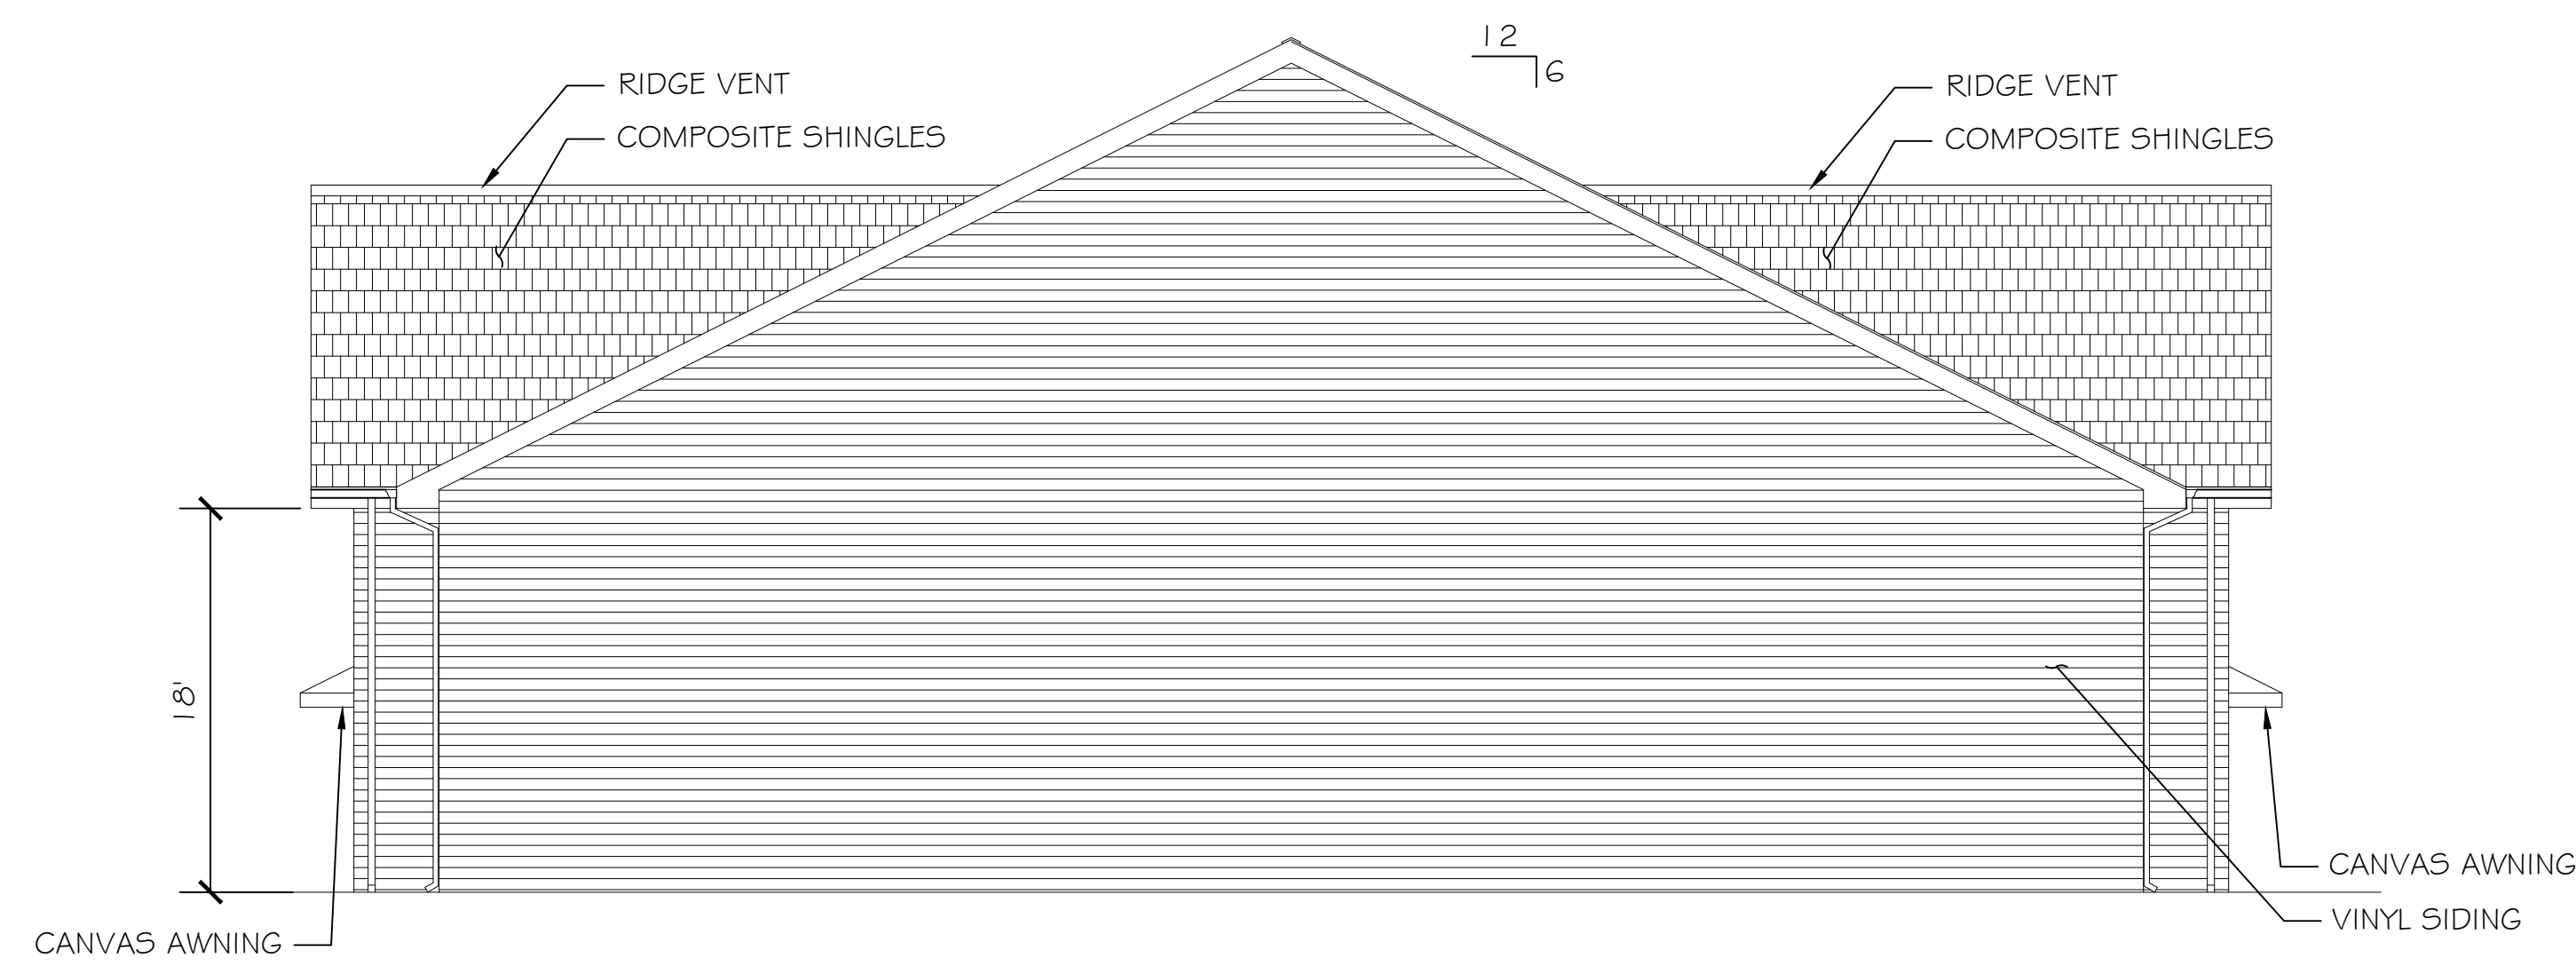 12
6
RIDGE VENT
COMPOSITE SHINGLES
RIDGE VENT
COMPOSITE SHINGLES
18'
CANVAS AWNING
VINYL SIDING
CANVAS AWNING